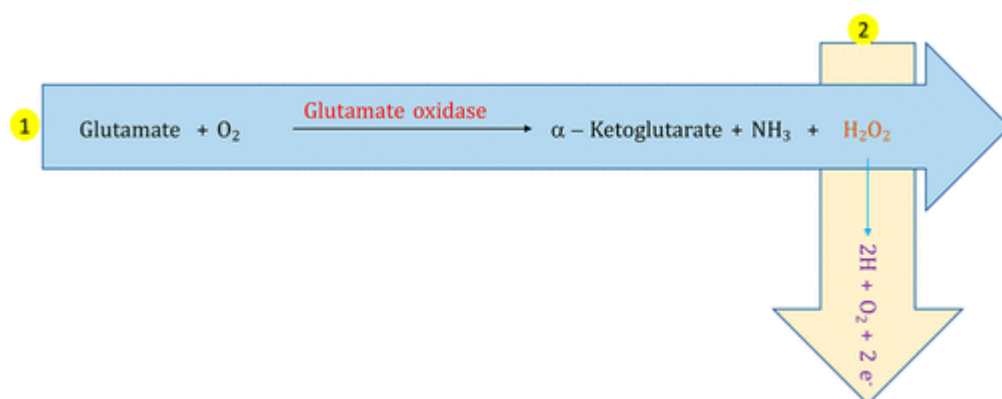 2
Glutamate oxidase
1
Glutamate + O₂ α – Ketoglutarate + NH₃ + H₂O₂
2H + O₂ + 2 e⁻